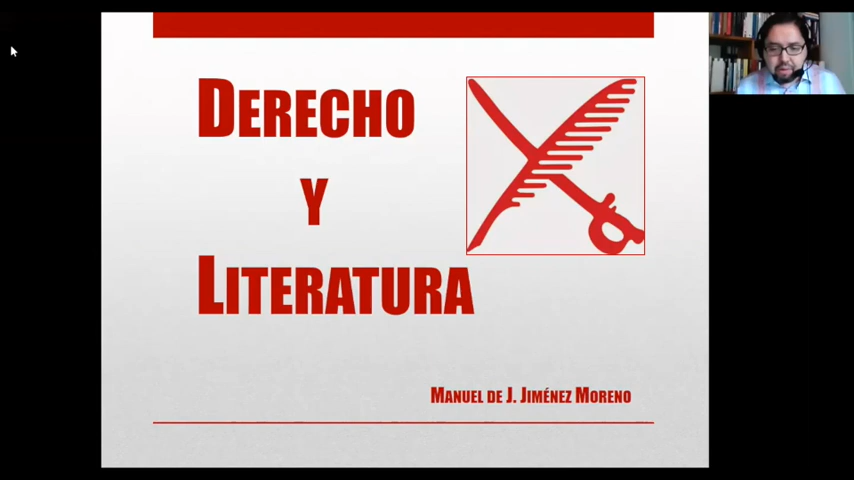 DERECHO
Y
LITERATURA
MANUEL DE J. JIMÉNEZ MORENO